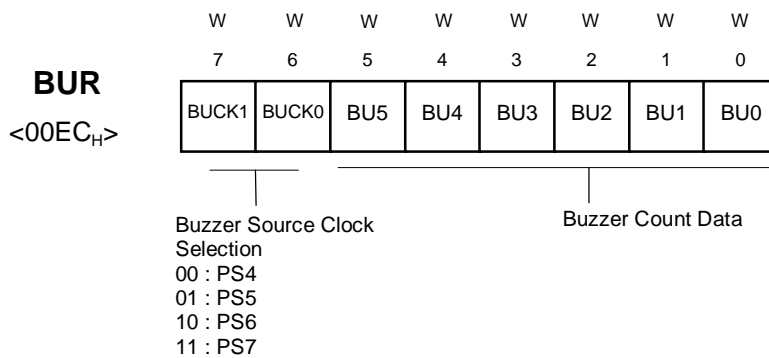 W W W W W W W W
7 6 5 4 3 2 1 0
BUR
<00ECH>
BUCK1 BUCK0 BU5 BU4 BU3 BU2 BU1 BU0
Buzzer Source Clock
Selection
00 : PS4
01 : PS5
10 : PS6
11 : PS7
Buzzer Count Data